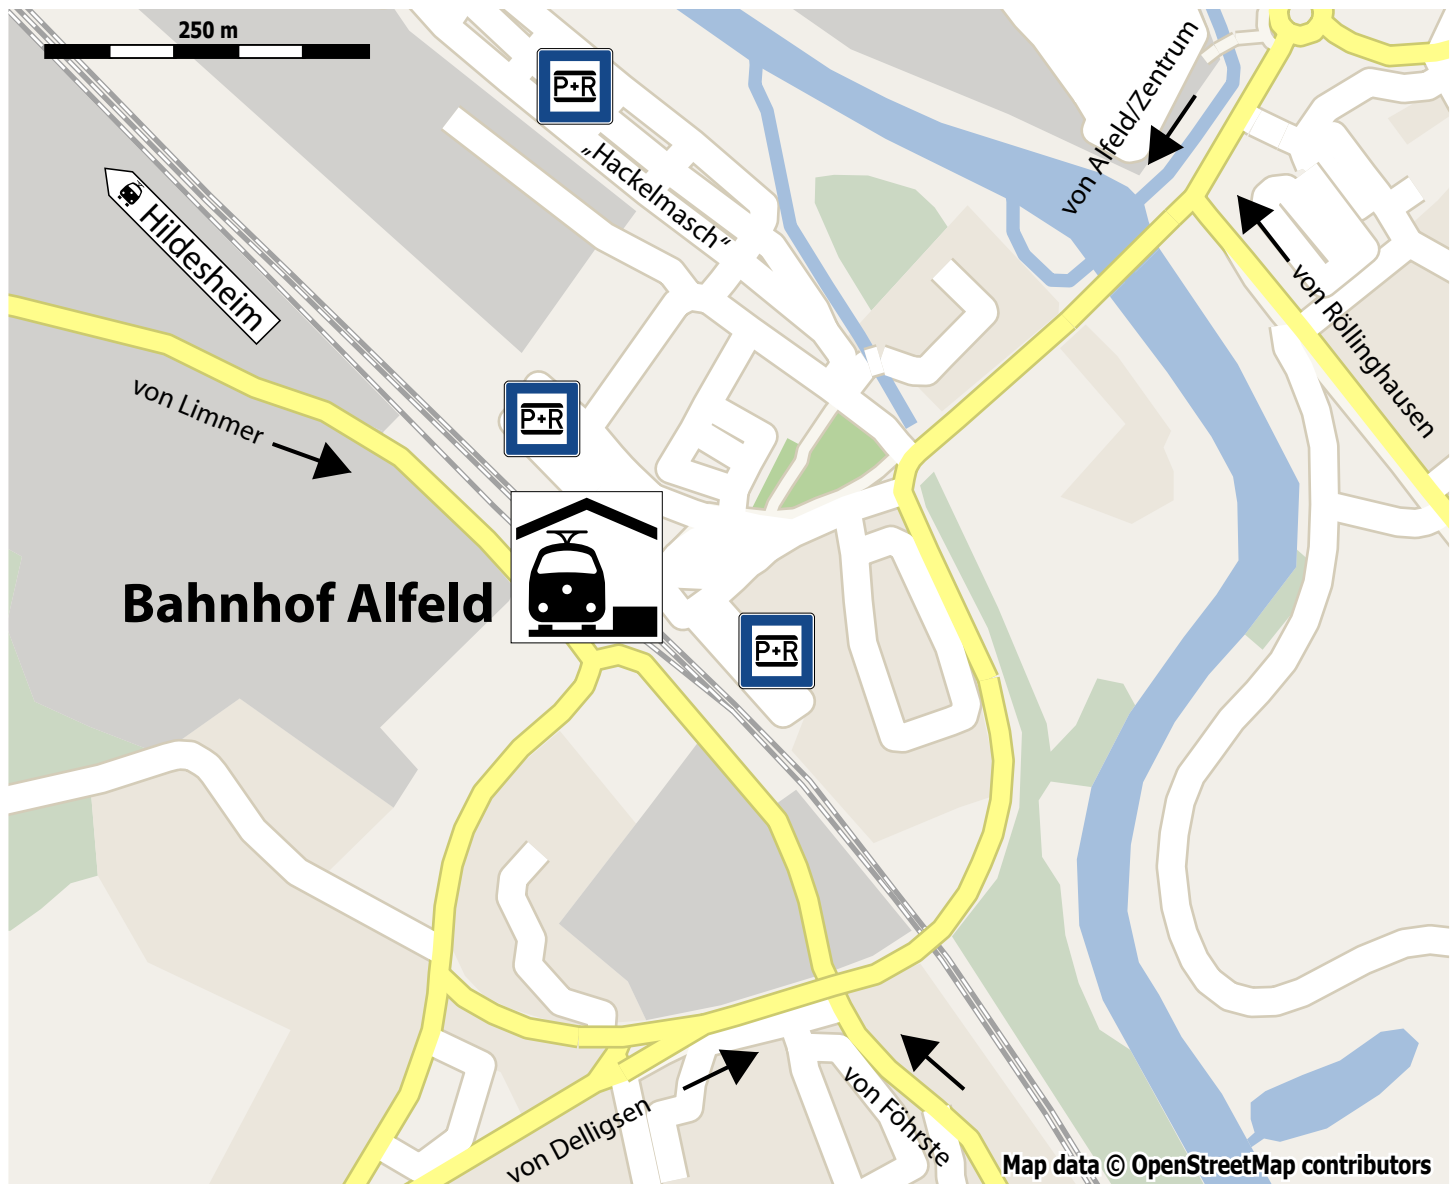 250 m
P+R
von Alfeld/Zentrum
„Hackelmasch“
Hildesheim
von Röllinghausen
von Limmer
P+R
Bahnhof Alfeld
P+R
von Delligsen
von Föhrste
Map data © OpenStreetMap contributors